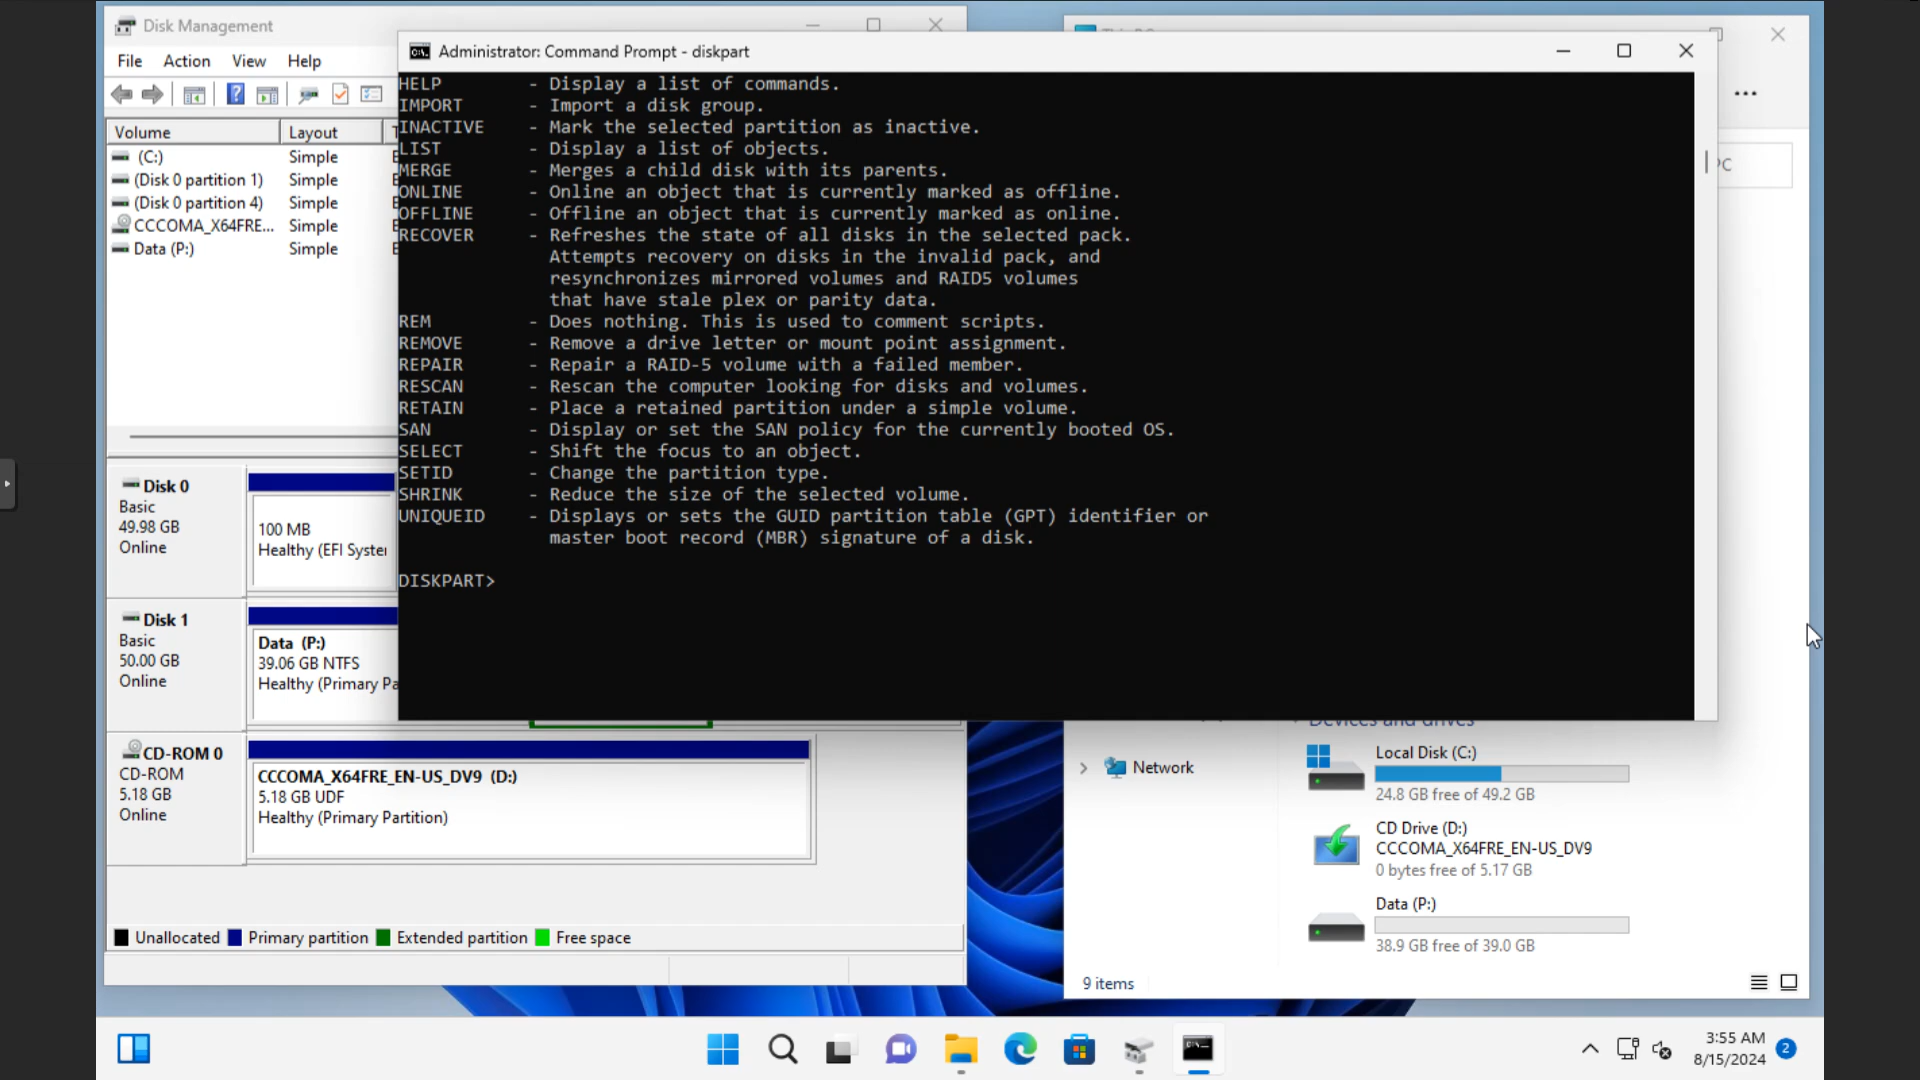 Disk Management
File Action View Help
Volume Layout
(C:) Simple
(Disk 0 partition 1) Simple
(Disk 0 partition 4) Simple
CCCOMA_X64FRE... Simple
Data (P:) Simple
Disk 0
Basic
49.98 GB
Online
100 MB
Healthy (EFI System
Disk 1
Basic
50.00 GB
Online
Data (P:)
39.06 GB NTFS
Healthy (Primary Pa
CD-ROM 0
CD-ROM
5.18 GB
Online
CCCOMA_X64FRE_EN-US_DV9 (D:)
5.18 GB UDF
Healthy (Primary Partition)
Unallocated Primary partition Extended partition Free space
Administrator: Command Prompt - diskpart
HELP - Display a list of commands.
IMPORT - Import a disk group.
INACTIVE - Mark the selected partition as inactive.
LIST - Display a list of objects.
MERGE - Merges a child disk with its parents.
ONLINE - Online an object that is currently marked as offline.
OFFLINE - Offline an object that is currently marked as online.
RECOVER - Refreshes the state of all disks in the selected pack.
Attempts recovery on disks in the invalid pack, and
resynchronizes mirrored volumes and RAID5 volumes
that have stale plex or parity data.
REM - Does nothing. This is used to comment scripts.
REMOVE - Remove a drive letter or mount point assignment.
REPAIR - Repair a RAID-5 volume with a failed member.
RESCAN - Rescan the computer looking for disks and volumes.
RETAIN - Place a retained partition under a simple volume.
SAN - Display or set the SAN policy for the currently booted OS.
SELECT - Shift the focus to an object.
SETID - Change the partition type.
SHRINK - Reduce the size of the selected volume.
UNIQUEID - Displays or sets the GUID partition table (GPT) identifier or
master boot record (MBR) signature of a disk.
DISKPART>
PC
Devices and drives
Network
Local Disk (C:)
24.8 GB free of 49.2 GB
CD Drive (D:)
CCCOMA_X64FRE_EN-US_DV9
0 bytes free of 5.17 GB
Data (P:)
38.9 GB free of 39.0 GB
9 items
3:55 AM
8/15/2024
2